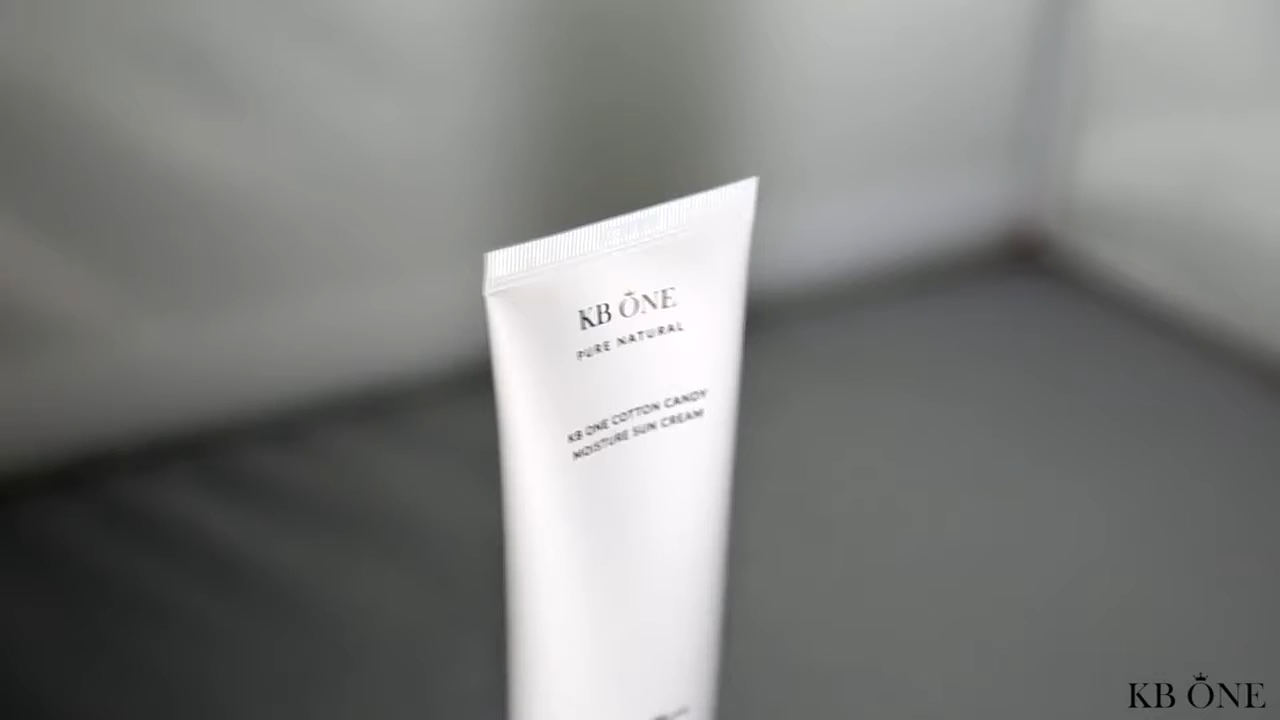 KB ONE
PURE NATURAL
KB ONE COTTON CANDY
MOISTURE SUN CREAM
KB ONE